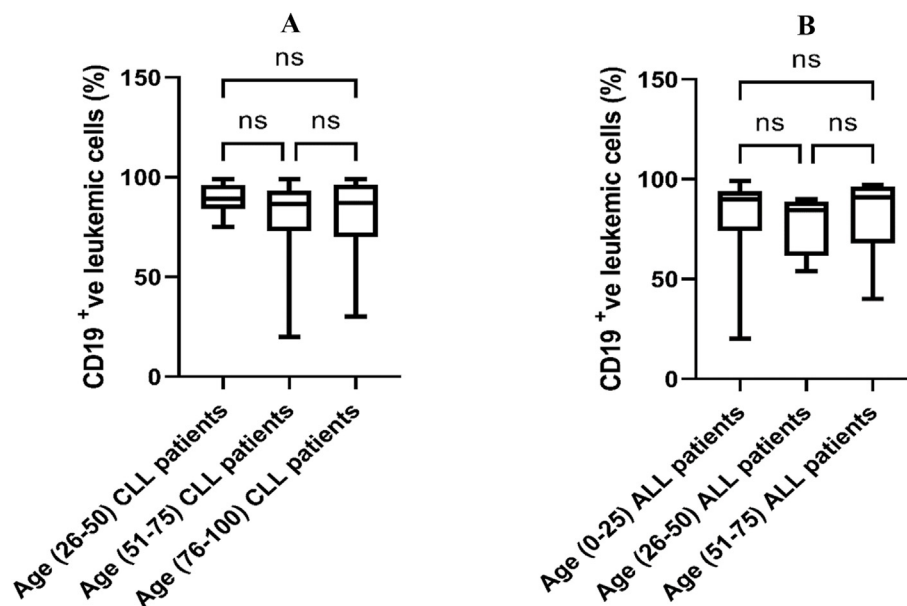 A
ns
ns
ns
150
100
50
0
CD19 +ve leukemic cells (%)
Age (26-50) CLL patients
Age (51-75) CLL patients
Age (76-100) CLL patients
B
ns
ns
ns
150
100
50
0
CD19 +ve leukemic cells (%)
Age (0-25) ALL patients
Age (26-50) ALL patients
Age (51-75) ALL patients